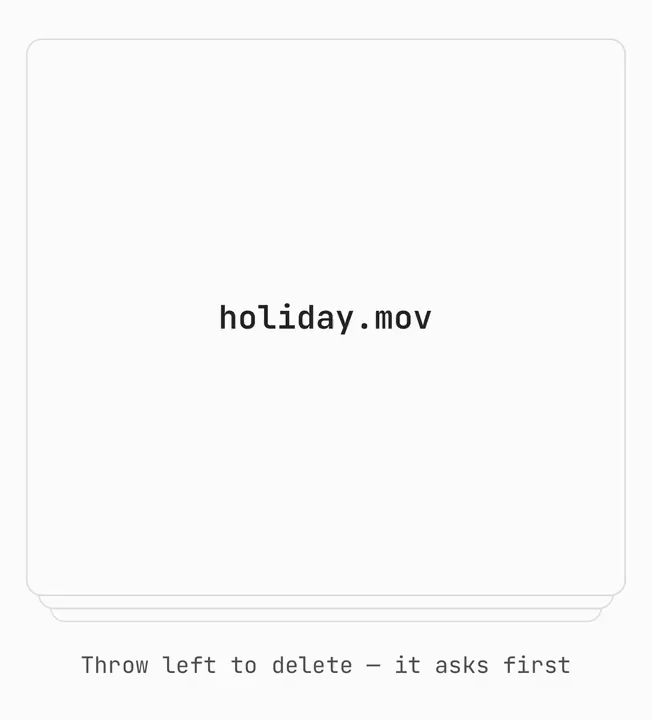 holiday.mov
Throw left to delete — it asks first